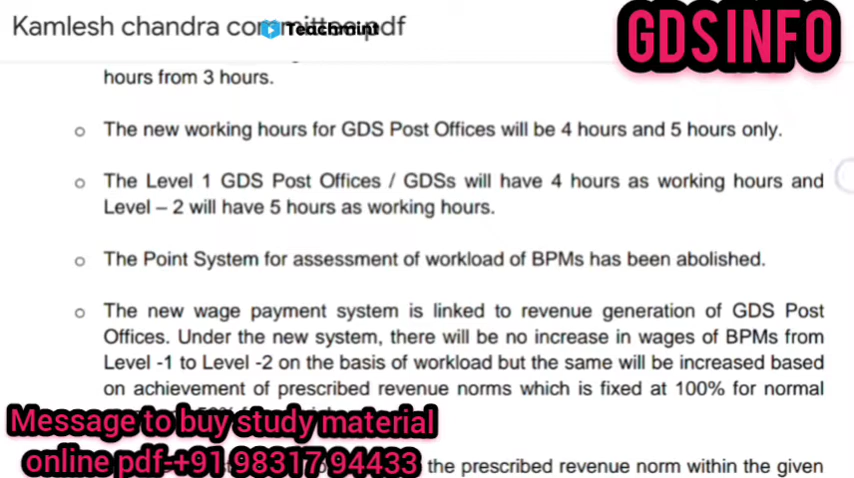 Kamlesh chandra committee.pdf
Teachmint
GDS INFO
hours from 3 hours.
o The new working hours for GDS Post Offices will be 4 hours and 5 hours only.
o The Level 1 GDS Post Offices / GDSs will have 4 hours as working hours and
Level – 2 will have 5 hours as working hours.
o The Point System for assessment of workload of BPMs has been abolished.
o The new wage payment system is linked to revenue generation of GDS Post
Offices. Under the new system, there will be no increase in wages of BPMs from
Level -1 to Level -2 on the basis of workload but the same will be increased based
on achievement of prescribed revenue norms which is fixed at 100% for normal
Message to buy study material
online pdf-+91 98317 94433
the prescribed revenue norm within the given